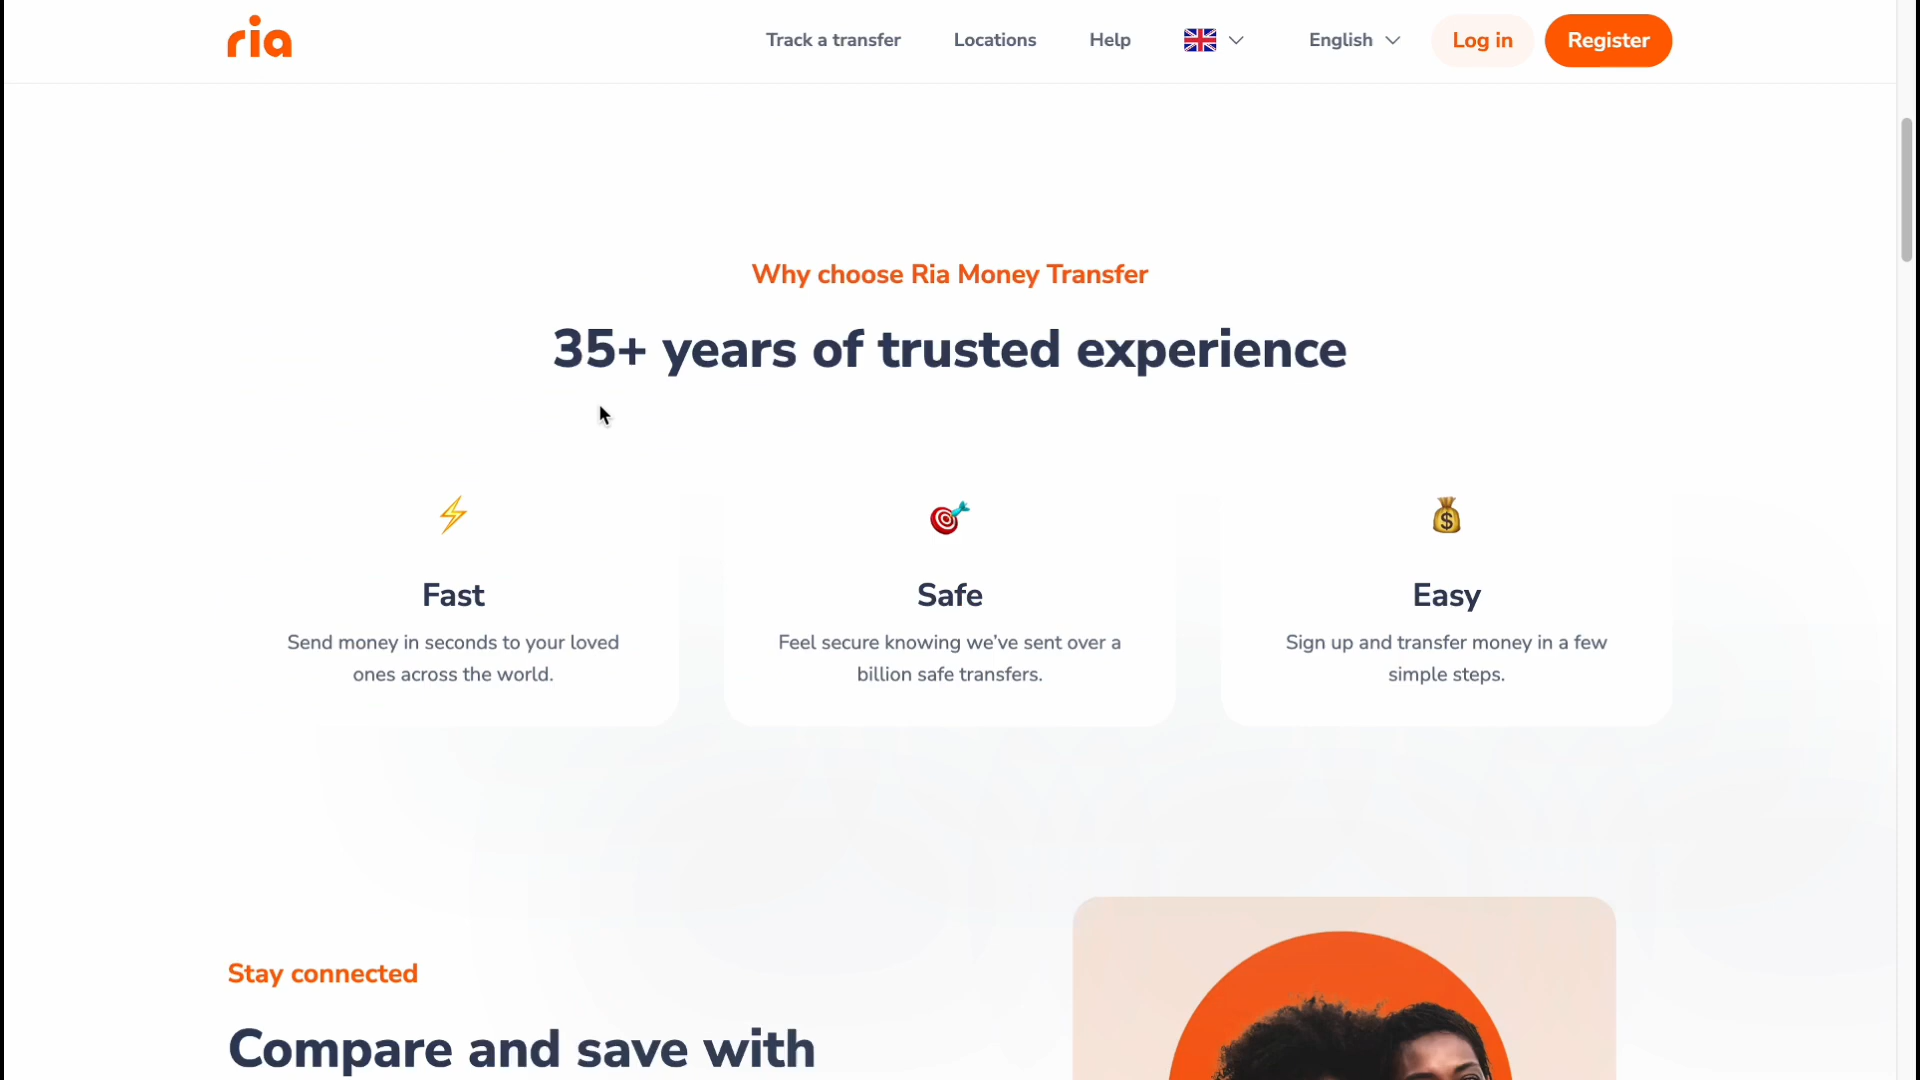 ria
Track a transfer
Locations
Help
English
Log in
Register
Why choose Ria Money Transfer
35+ years of trusted experience
Fast
Send money in seconds to your loved
ones across the world.
Safe
Feel secure knowing we’ve sent over a
billion safe transfers.
Easy
Sign up and transfer money in a few
simple steps.
Stay connected
Compare and save with